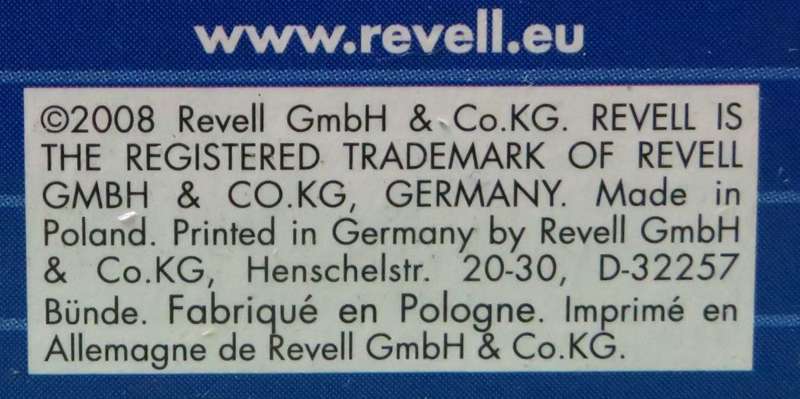 www.revell.eu
©2008 Revell GmbH & Co.KG. REVELL IS
THE REGISTERED TRADEMARK OF REVELL
GMBH & CO.KG, GERMANY. Made in
Poland. Printed in Germany by Revell GmbH
& Co.KG, Henschelstr. 20-30, D-32257
Bünde. Fabriqué en Pologne. Imprimé en
Allemagne de Revell GmbH & Co.KG.